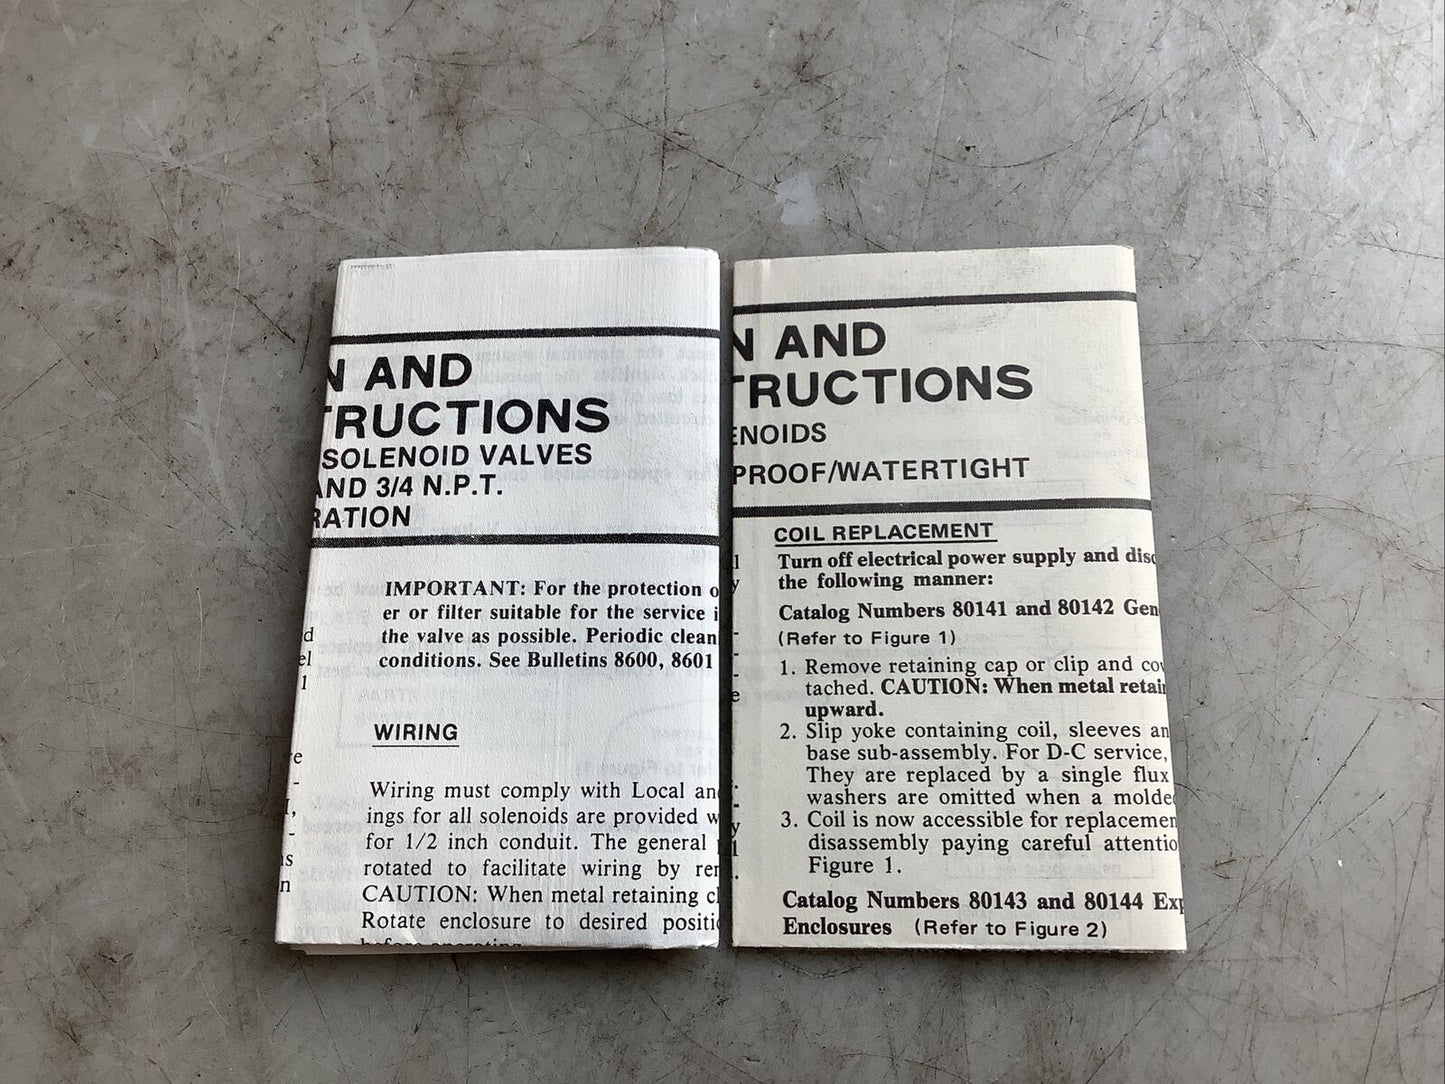 N AND
TRUCTIONS
SOLENOID VALVES
AND 3/4 N.P.T.
RATION
IMPORTANT: For the protection o
er or filter suitable for the service i
the valve as possible. Periodic clean
conditions. See Bulletins 8600, 8601
WIRING
Wiring must comply with Local an
ings for all solenoids are provided w
for 1/2 inch conduit. The general
rotated to facilitate wiring by re
CAUTION: When metal retaining cl
Rotate enclosure to desired positi
before operating.
N AND
TRUCTIONS
ENOIDS
PROOF/WATERTIGHT
COIL REPLACEMENT
Turn off electrical power supply and disc
the following manner:
Catalog Numbers 80141 and 80142 Gen
(Refer to Figure 1)
1. Remove retaining cap or clip and cov
tached. CAUTION: When metal retain
upward.
2. Slip yoke containing coil, sleeves an
base sub-assembly. For D-C service,
They are replaced by a single flux
washers are omitted when a molded
3. Coil is now accessible for replacemen
disassembly paying careful attentio
Figure 1.
Catalog Numbers 80143 and 80144 Exp
Enclosures (Refer to Figure 2)